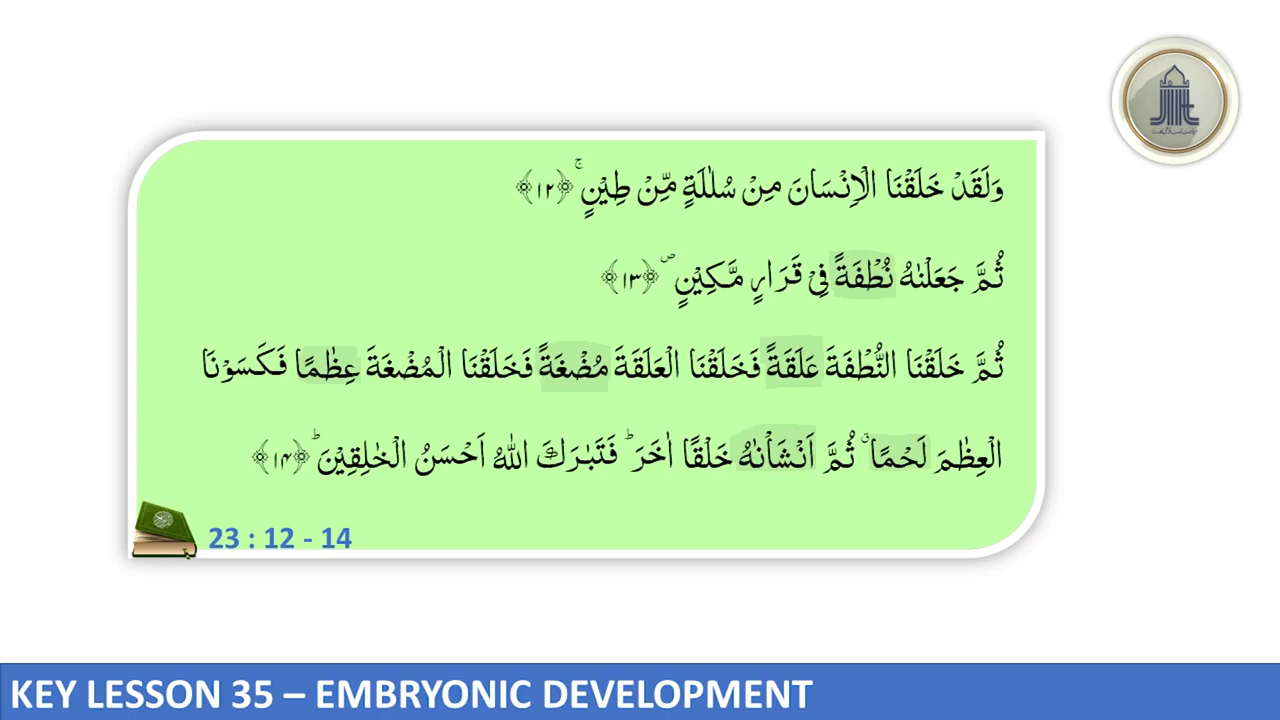 وَلَقَدْ خَلَقْنَا الْاِنْسَانَ مِنْ سُلٰلَةٍ مِّنْ طِيْنٍ ۚ ﴿۱۲﴾
ثُمَّ جَعَلْنٰهُ نُطْفَةً فِيْ قَرَارٍ مَّكِيْنٍ ۪ ﴿۱۳﴾
ثُمَّ خَلَقْنَا النُّطْفَةَ عَلَقَةً فَخَلَقْنَا الْعَلَقَةَ مُضْغَةً فَخَلَقْنَا الْمُضْغَةَ عِظٰمًا فَكَسَوْنَا
الْعِظٰمَ لَحْمًا ۗ ثُمَّ اَنْشَاْنٰهُ خَلْقًا اٰخَرَ ؕ فَتَبٰرَكَ اللّٰهُ اَحْسَنُ الْخٰلِقِيْنَ ؕ ﴿۱۴﴾
23 : 12 - 14
KEY LESSON 35 – EMBRYONIC DEVELOPMENT